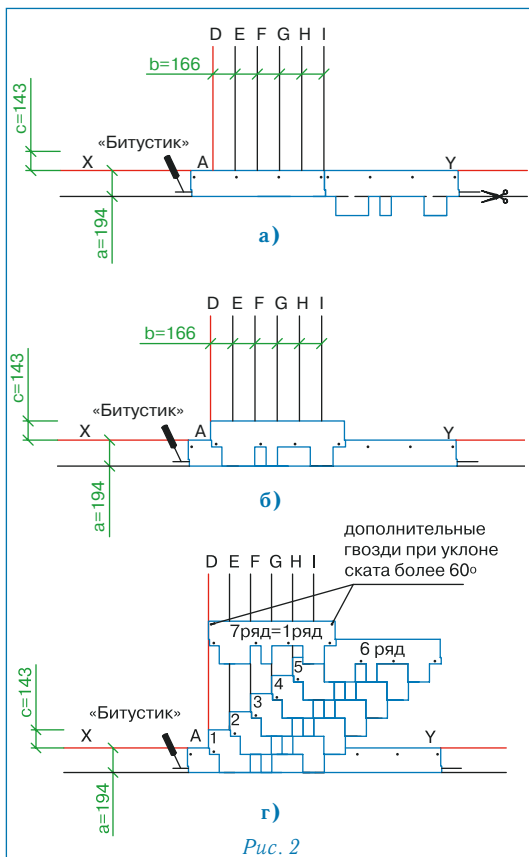 D E F G H I
b=166
c=143
«Битустик»
X
A
Y
a=194
а)
D E F G H I
b=166
c=143
«Битустик»
X
A
Y
a=194
б)
дополнительные
гвозди при уклоне
ската более 60°
D E F G H I
7ряд=1ряд
6 ряд
5
4
3
2
1
c=143
«Битустик»
X
A
Y
a=194
г)
Рис. 2